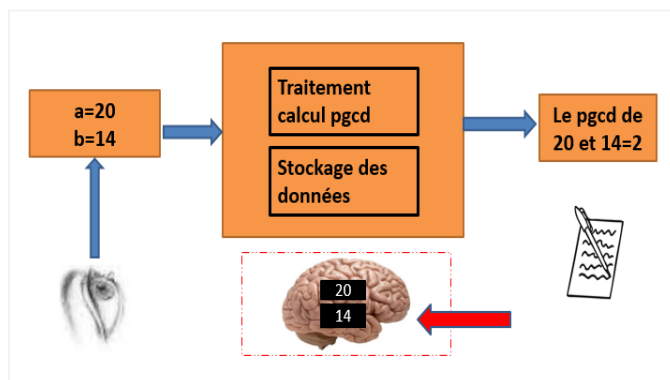 a=20
b=14
Traitement
calcul pgcd
Stockage des
données
Le pgcd de
20 et 14=2
20
14